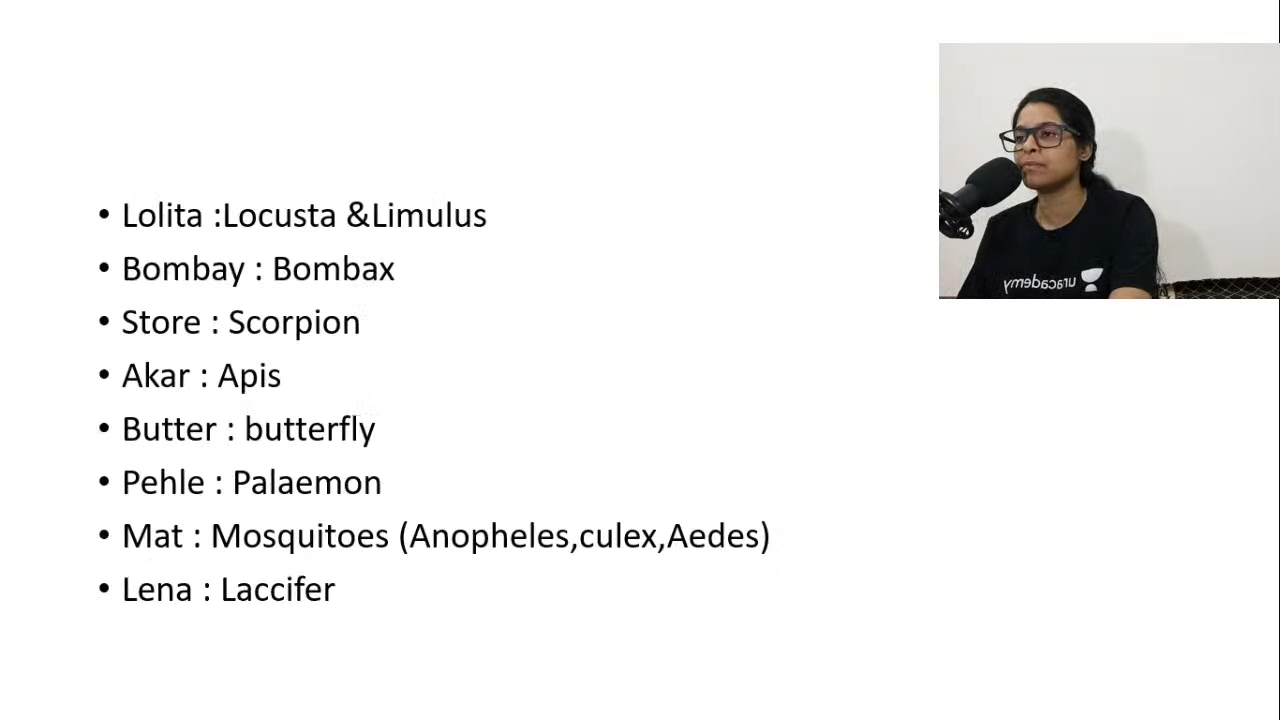 • Lolita :Locusta &Limulus
• Bombay : Bombax
• Store : Scorpion
• Akar : Apis
• Butter : butterfly
• Pehle : Palaemon
• Mat : Mosquitoes (Anopheles,culex,Aedes)
• Lena : Laccifer
unacademy